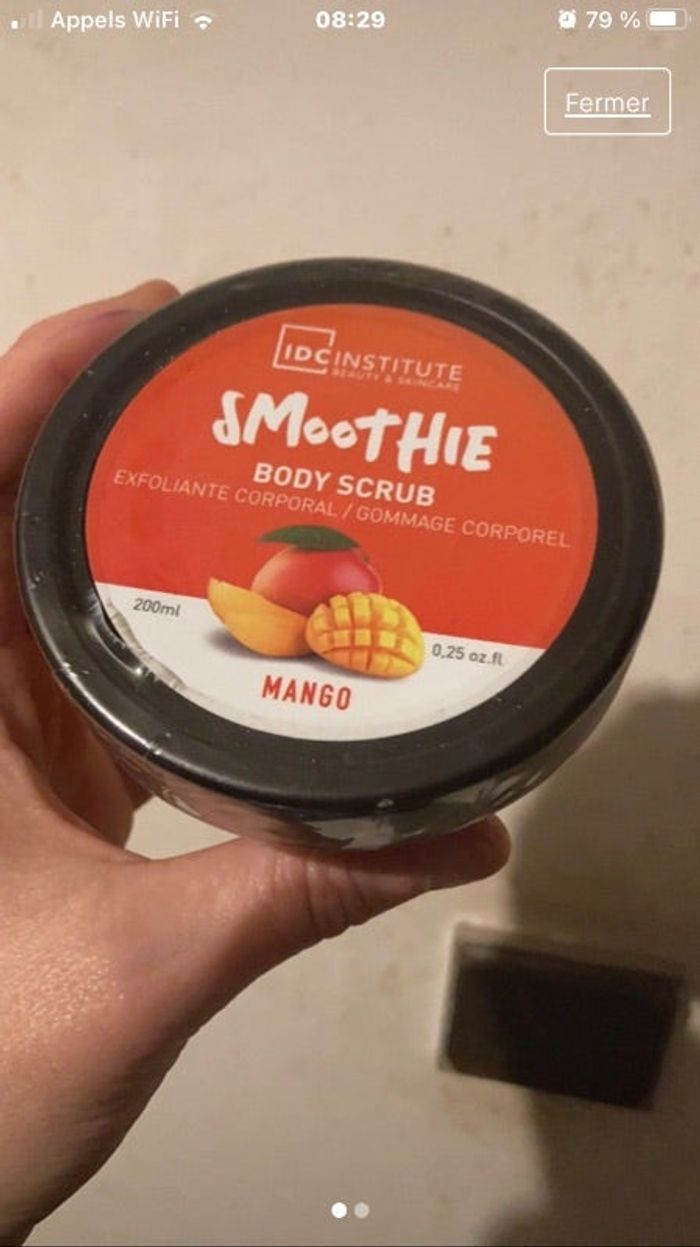 Appels WiFi 08:29 79 %
Fermer
IDC INSTITUTE
BEAUTY & SKINCARE
SMOOTHIE
BODY SCRUB
EXFOLIANTE CORPORAL / GOMMAGE CORPOREL
200ml
0,25 oz.fl
MANGO